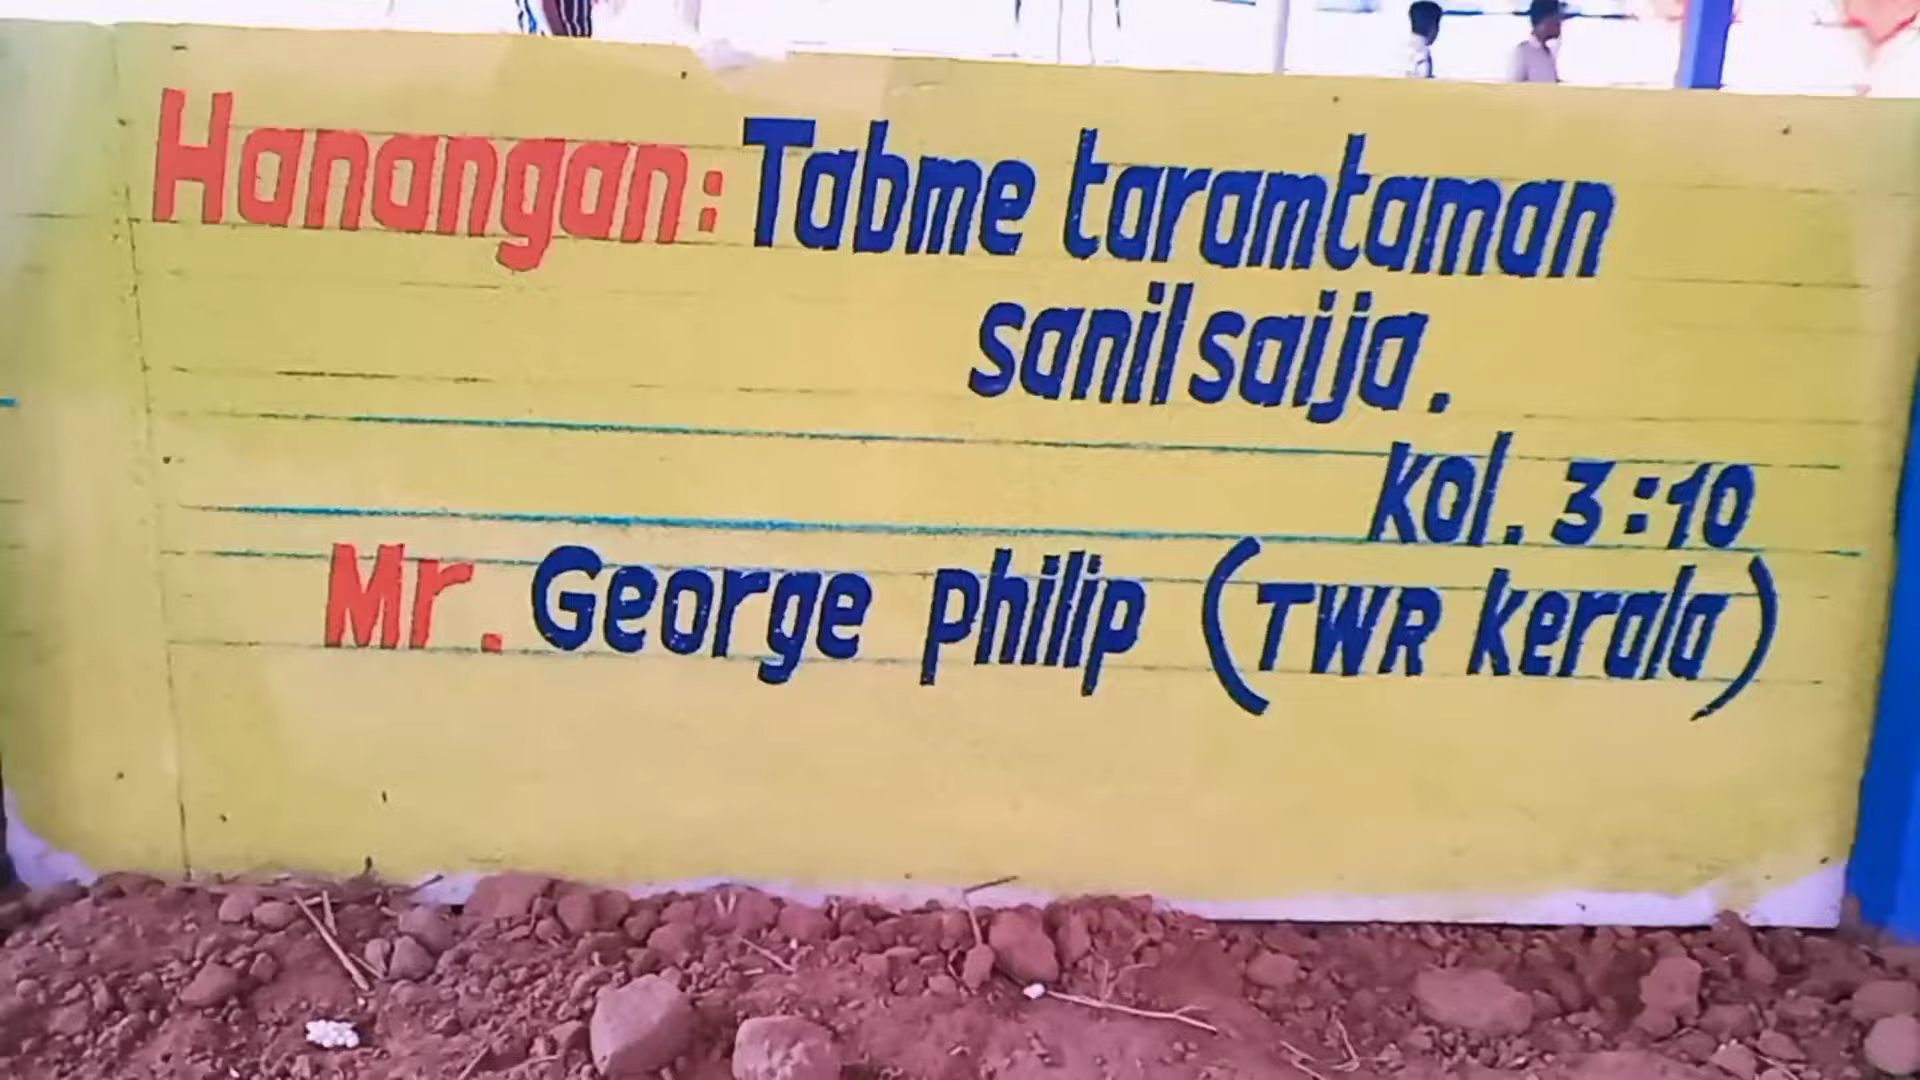 Hanangan: Tabme taramtaman
sanilsaija.
Kol. 3:10
Mr. George philip (TWR kerala)